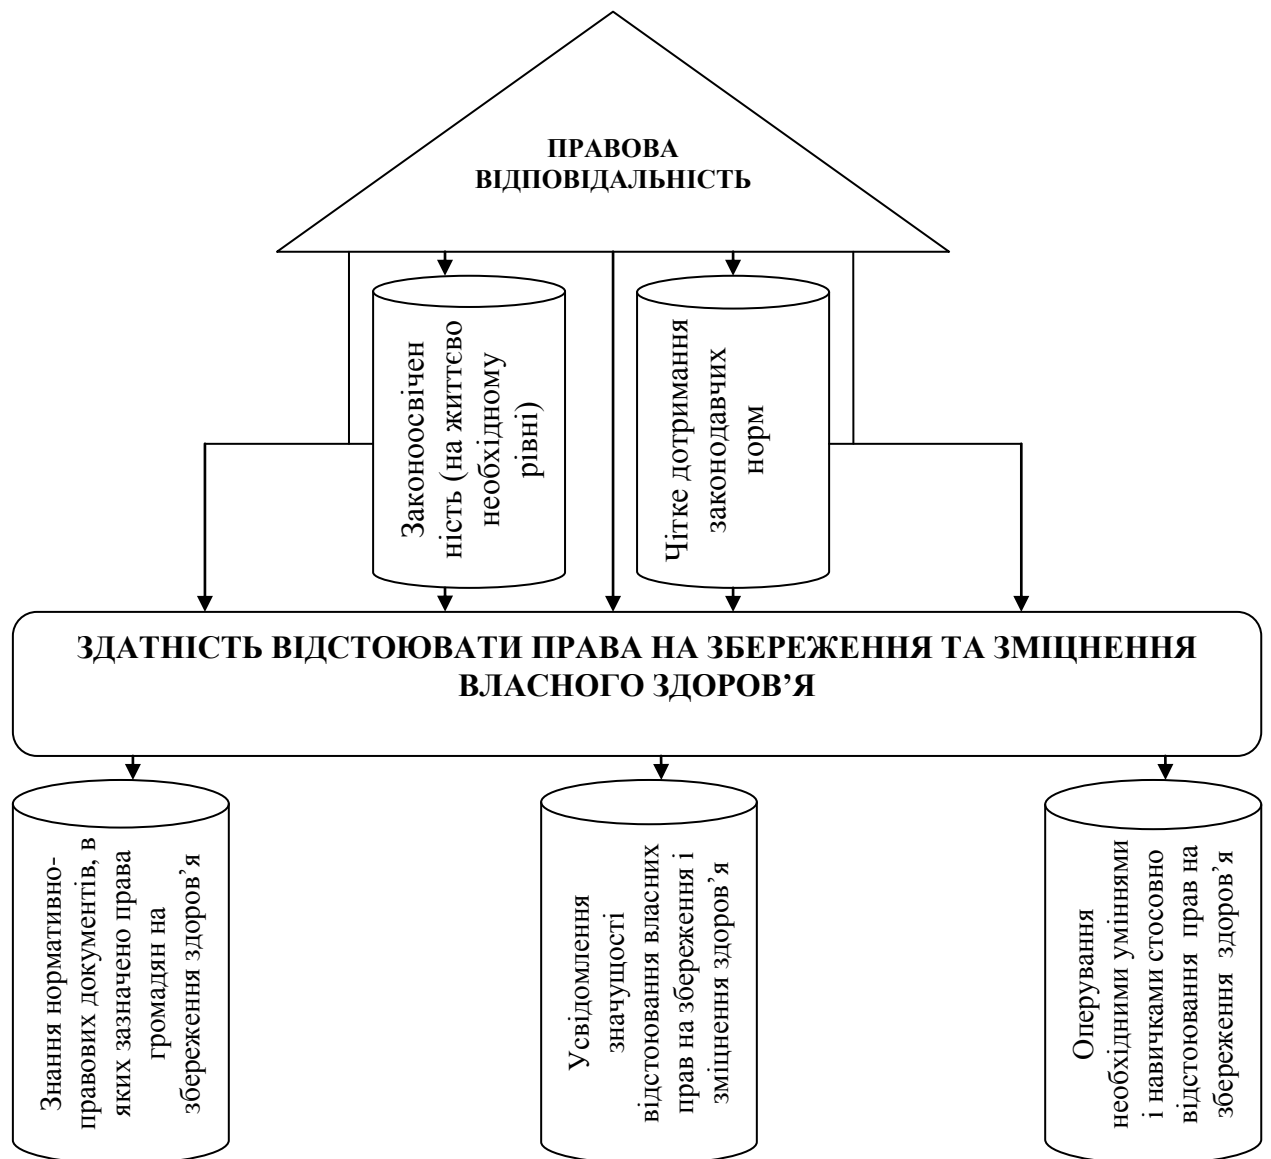 ПРАВОВА
ВІДПОВІДАЛЬНІСТЬ
Законоосвічен
ність (на життєво
необхідному
рівні)
Чітке дотримання
законодавчих
норм
ЗДАТНІСТЬ ВІДСТОЮВАТИ ПРАВА НА ЗБЕРЕЖЕННЯ ТА ЗМІЦНЕННЯ
ВЛАСНОГО ЗДОРОВ’Я
Знання нормативно-
правових документів, в
яких зазначено права
громадян на
збереження здоров’я
Усвідомлення
значущості
відстоювання власних
прав на збереження і
зміцнення здоров’я
Оперування
необхідними уміннями
і навичками стосовно
відстоювання прав на
збереження здоров’я